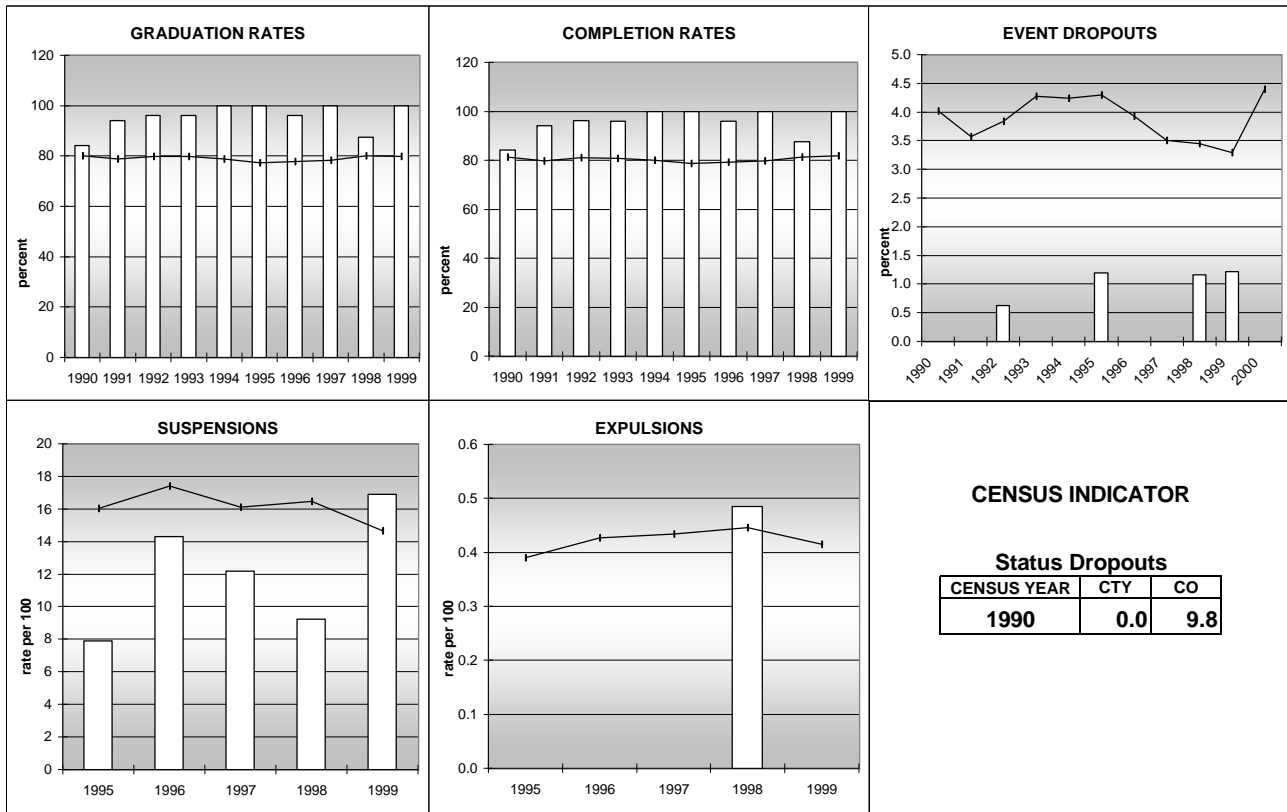 GRADUATION RATES
120
100
80
60
40
20
0
percent
1990 1991 1992 1993 1994 1995 1996 1997 1998 1999
COMPLETION RATES
120
100
80
60
40
20
0
percent
1990 1991 1992 1993 1994 1995 1996 1997 1998 1999
EVENT DROPOUTS
5.0
4.5
4.0
3.5
3.0
2.5
2.0
1.5
1.0
0.5
0.0
percent
1990 1991 1992 1993 1994 1995 1996 1997 1998 1999 2000
SUSPENSIONS
20
18
16
14
12
10
8
6
4
2
0
rate per 100
1995 1996 1997 1998 1999
EXPULSIONS
0.6
0.5
0.4
0.3
0.2
0.1
0.0
rate per 100
1995 1996 1997 1998 1999
CENSUS INDICATOR
Status Dropouts
CENSUS YEAR CTY CO
1990 0.0 9.8